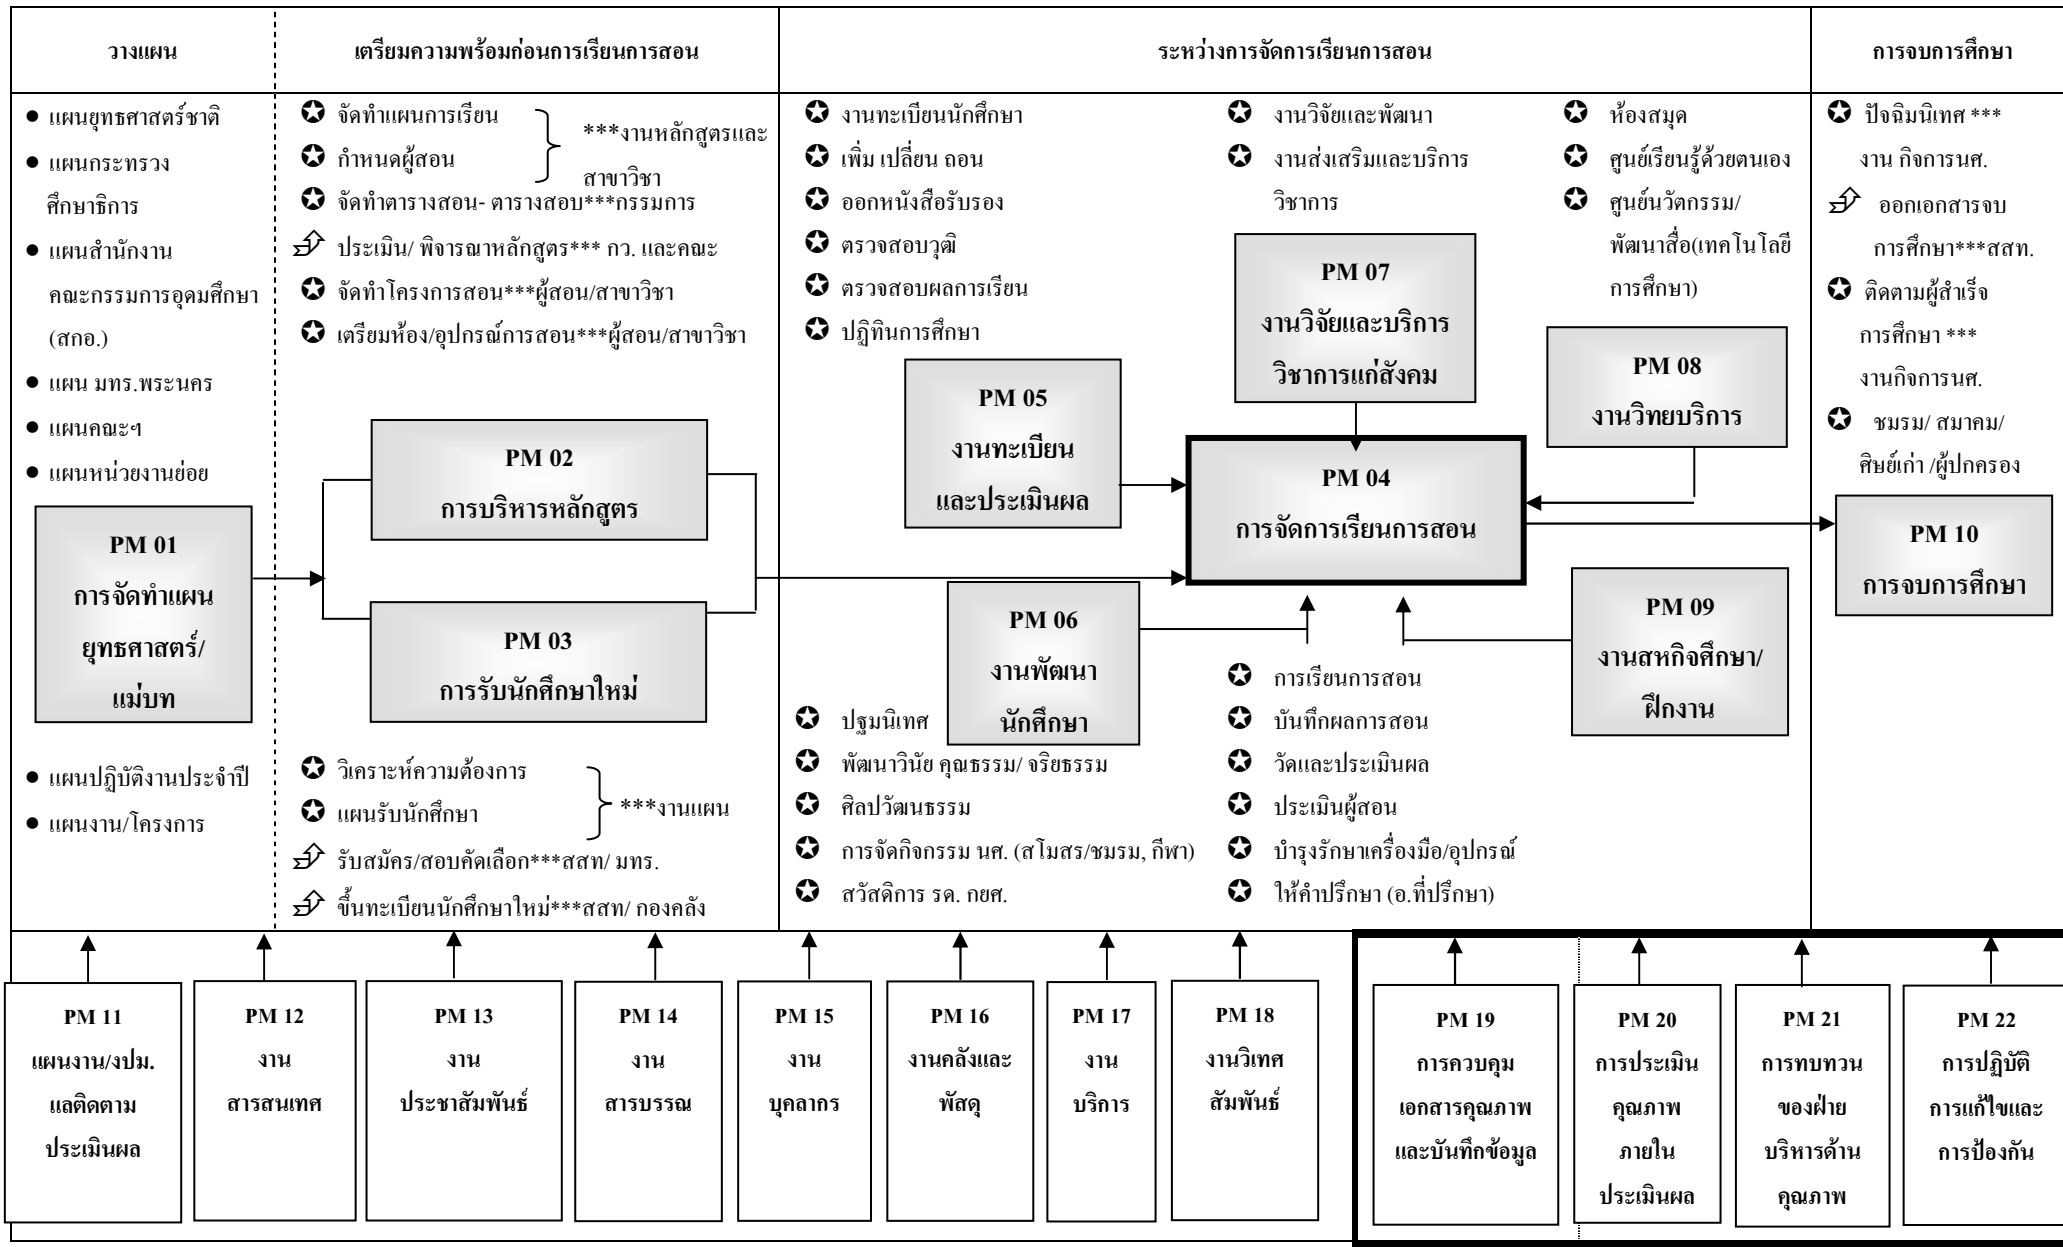 วางแผน
เตรียมความพร้อมก่อนการเรียนการสอน
ระหว่างการจัดการเรียนการสอน
การจบการศึกษา
แผนยุทธศาสตร์ชาติ
แผนกระทรวง
ศึกษาธิการ
แผนสำนักงาน
คณะกรรมการอุดมศึกษา
(สกอ.)
แผน มทร.พระนคร
แผนคณะฯ
แผนหน่วยงานย่อย
PM 01
การจัดทำแผน
ยุทธศาสตร์/
แม่บท
แผนปฏิบัติงานประจำปี
แผนงาน/โครงการ
จัดทำแผนการเรียน
กำหนดผู้สอน
***งานหลักสูตรและ
สาขาวิชา
จัดทำตารางสอน- ตารางสอบ***กรรมการ
ประเมิน/ พิจารณาหลักสูตร*** กว. และคณะ
จัดทำโครงการสอน***ผู้สอน/สาขาวิชา
เตรียมห้อง/อุปกรณ์การสอน***ผู้สอน/สาขาวิชา
PM 02
การบริหารหลักสูตร
PM 03
การรับนักศึกษาใหม่
วิเคราะห์ความต้องการ
แผนรับนักศึกษา
***งานแผน
รับสมัคร/สอบคัดเลือก***สสท/ มทร.
ขึ้นทะเบียนนักศึกษาใหม่***สสท/ กองคลัง
งานทะเบียนนักศึกษา
เพิ่ม เปลี่ยน ถอน
ออกหนังสือรับรอง
ตรวจสอบวุฒิ
ตรวจสอบผลการเรียน
ปฏิทินการศึกษา
งานวิจัยและพัฒนา
งานส่งเสริมและบริการ
วิชาการ
ห้องสมุด
ศูนย์เรียนรู้ด้วยตนเอง
ศูนย์นวัตกรรม/
พัฒนาสื่อ(เทคโนโลยี
การศึกษา)
PM 05
งานทะเบียน
และประเมินผล
PM 07
งานวิจัยและบริการ
วิชาการแก่สังคม
PM 08
งานวิทยบริการ
PM 04
การจัดการเรียนการสอน
PM 06
งานพัฒนา
นักศึกษา
PM 09
งานสหกิจศึกษา/
ฝึกงาน
ปฐมนิเทศ
พัฒนาวินัย คุณธรรม/ จริยธรรม
ศิลปวัฒนธรรม
การจัดกิจกรรม นศ. (สโมสร/ชมรม, กีฬา)
สวัสดิการ รด. กยศ.
การเรียนการสอน
บันทึกผลการสอน
วัดและประเมินผล
ประเมินผู้สอน
บำรุงรักษาเครื่องมือ/อุปกรณ์
ให้คำปรึกษา (อ.ที่ปรึกษา)
ปัจฉิมนิเทศ ***
งาน กิจการนศ.
ออกเอกสารจบ
การศึกษา***สสท.
ติดตามผู้สำเร็จ
การศึกษา ***
งานกิจการนศ.
ชมรม/ สมาคม/
ศิษย์เก่า /ผู้ปกครอง
PM 10
การจบการศึกษา
PM 11
แผนงาน/งปม.
แลติดตาม
ประเมินผล
PM 12
งาน
สารสนเทศ
PM 13
งาน
ประชาสัมพันธ์
PM 14
งาน
สารบรรณ
PM 15
งาน
บุคลากร
PM 16
งานคลังและ
พัสดุ
PM 17
งาน
บริการ
PM 18
งานวิเทศ
สัมพันธ์
PM 19
การควบคุม
เอกสารคุณภาพ
และบันทึกข้อมูล
PM 20
การประเมิน
คุณภาพ
ภายใน
ประเมินผล
PM 21
การทบทวน
ของฝ่าย
บริหารด้าน
คุณภาพ
PM 22
การปฏิบัติ
การแก้ไขและ
การป้องกัน